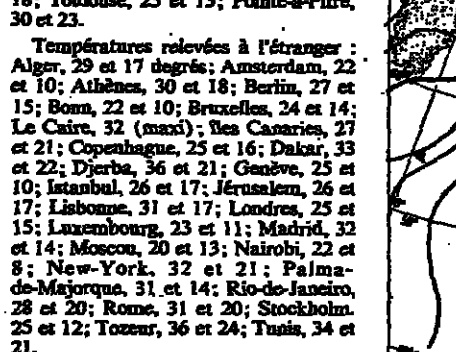 18; Toulouse, 25 et 15; Pointe-à-Pitre,
30 et 23.
Températures relevées à l'étranger :
Alger, 29 et 17 degrés; Amsterdam, 22
et 10; Athènes, 30 et 18; Berlin, 27 et
15; Bonn, 22 et 10; Bruxelles, 24 et 14;
Le Caire, 32 (maxi); îles Canaries, 27
et 21; Copenhague, 25 et 16; Dakar, 33
et 22; Djerba, 36 et 21; Genève, 25 et
10; Istanbul, 26 et 17; Jérusalem, 26 et
17; Lisbonne, 31 et 17; Londres, 25 et
15; Luxembourg, 23 et 11; Madrid, 32
et 14; Moscou, 20 et 13; Nairobi, 22 et
8; New-York, 32 et 21; Palma-
de-Majorque, 31 et 14; Rio-de-Janeiro,
28 et 20; Rome, 31 et 20; Stockholm.
25 et 12; Tozeur, 36 et 24; Tunis, 34 et
21.